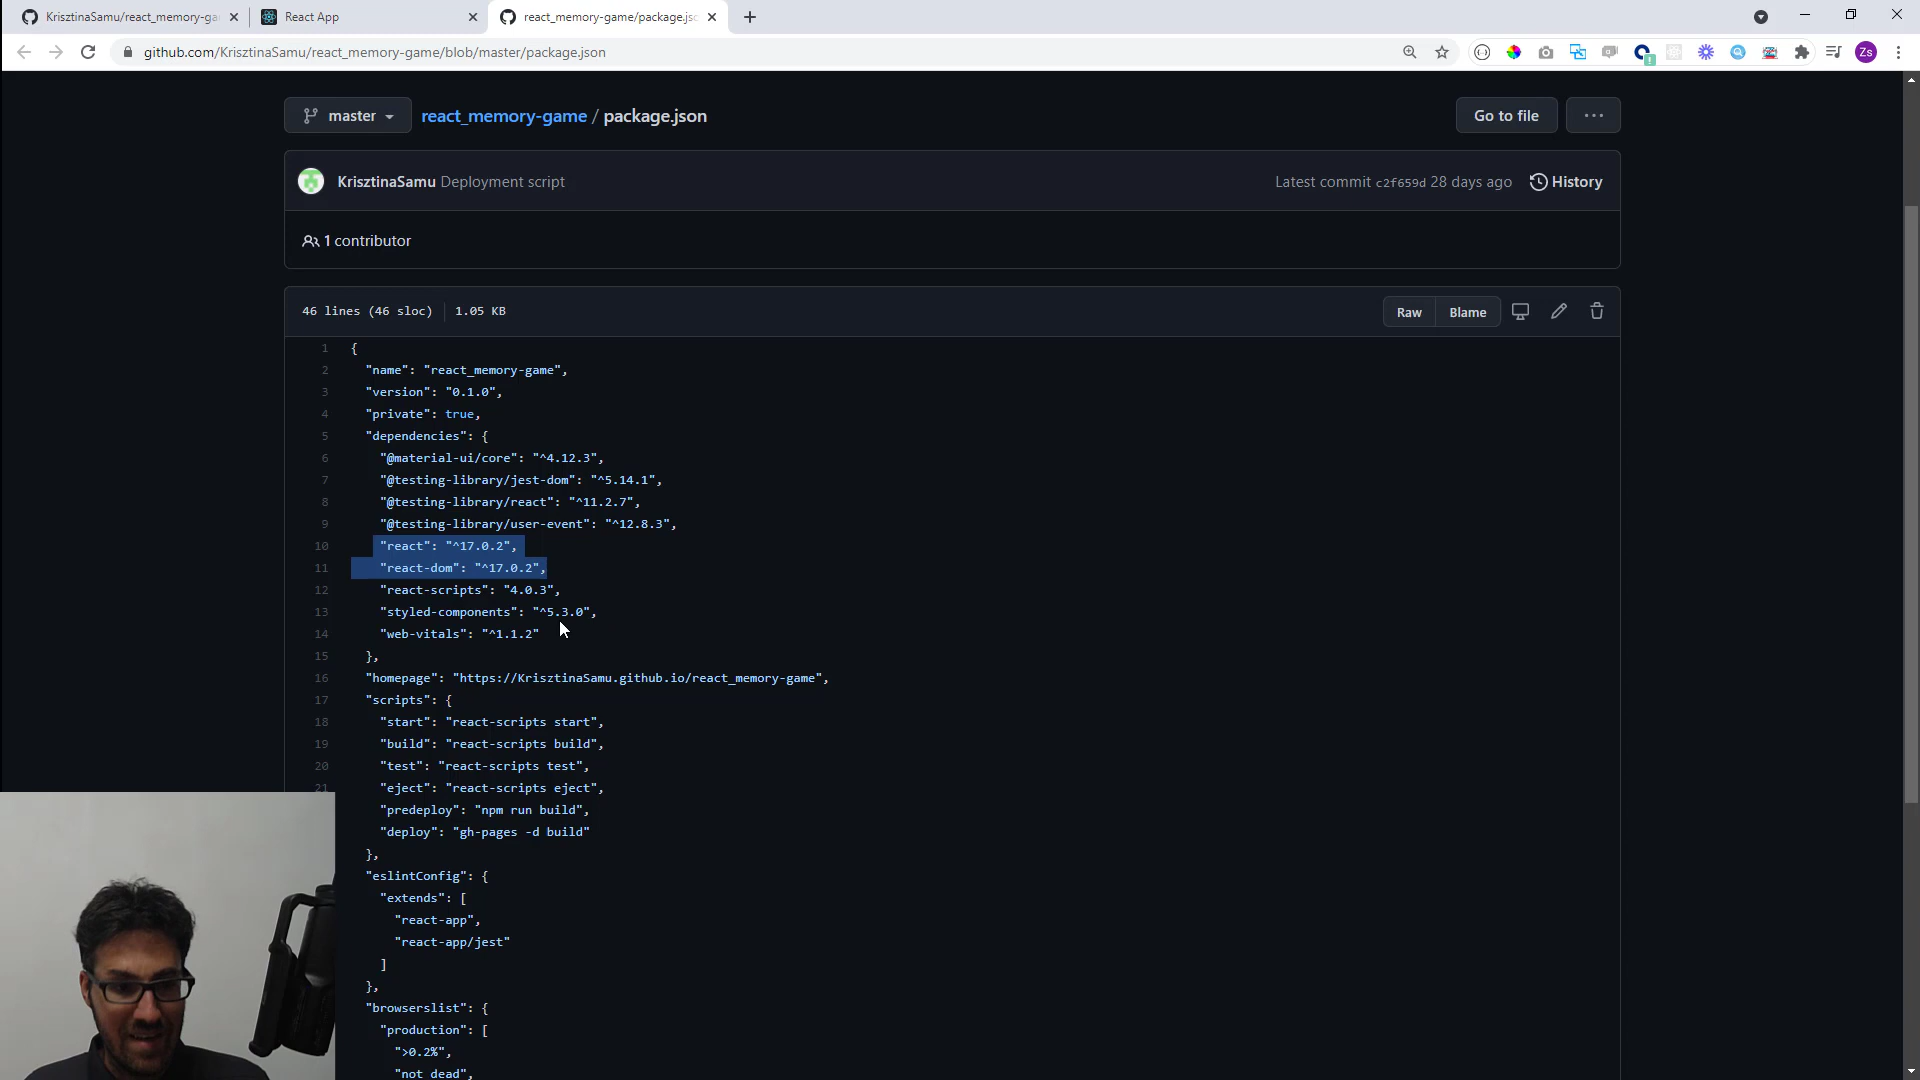 KrisztinaSamu/react_memory-ga
React App
react_memory-game/package.jsc
github.com/KrisztinaSamu/react_memory-game/blob/master/package.json
Zs
master
react_memory-game / package.json
Go to file
...
KrisztinaSamu Deployment script
Latest commit c2f659d 28 days ago
History
1 contributor
46 lines (46 sloc)
1.05 KB
Raw
Blame
1 {
2 "name": "react_memory-game",
3 "version": "0.1.0",
4 "private": true,
5 "dependencies": {
6 "@material-ui/core": "^4.12.3",
7 "@testing-library/jest-dom": "^5.14.1",
8 "@testing-library/react": "^11.2.7",
9 "@testing-library/user-event": "^12.8.3",
10 "react": "^17.0.2",
11 "react-dom": "^17.0.2",
12 "react-scripts": "4.0.3",
13 "styled-components": "^5.3.0",
14 "web-vitals": "^1.1.2"
15 },
16 "homepage": "https://KrisztinaSamu.github.io/react_memory-game",
17 "scripts": {
18 "start": "react-scripts start",
19 "build": "react-scripts build",
20 "test": "react-scripts test",
21 "eject": "react-scripts eject",
"predeploy": "npm run build",
"deploy": "gh-pages -d build"
},
"eslintConfig": {
"extends": [
"react-app",
"react-app/jest"
]
},
"browserslist": {
"production": [
">0.2%",
"not dead",